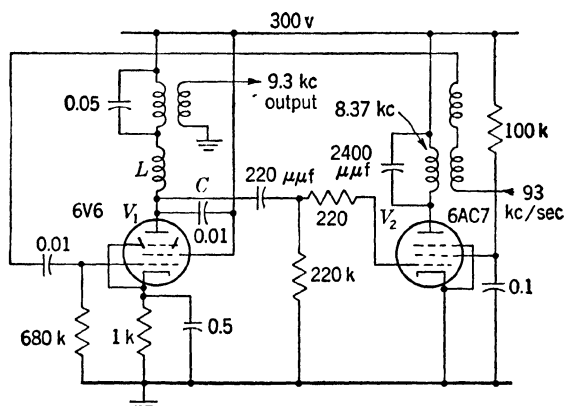 300 v
9.3 kc
output
0.05
8.37 kc
100 k
L
2400
μμf
C
220 μμf
93
kc/sec
6V6
V1
0.01
220
V2
6AC7
0.01
220 k
0.1
680 k
1 k
0.5